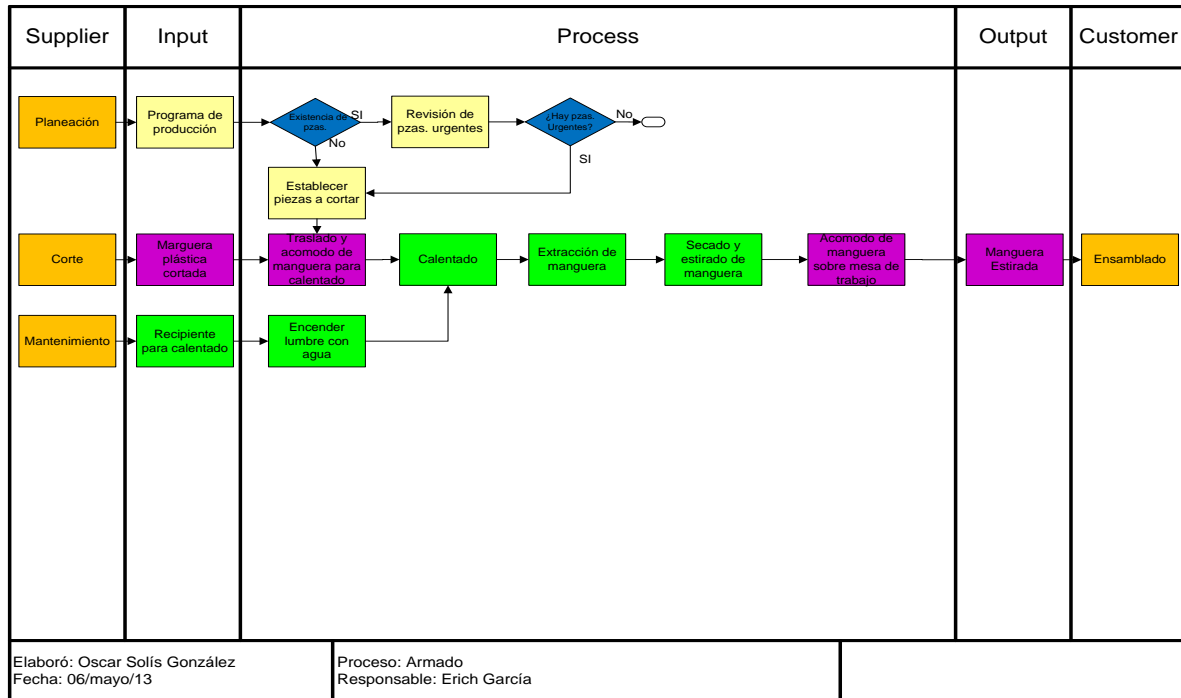 Supplier
Input
Process
Output
Customer
Planeación
Programa de
producción
Existencia de
pzas.
SI
No
Revisión de
pzas. urgentes
¿Hay pzas.
Urgentes?
No
SI
Establecer
piezas a cortar
Corte
Marguera
plástica
cortada
Traslado y
acomodo de
manguera para
calentado
Calentado
Extracción de
manguera
Secado y
estirado de
manguera
Acomodo de
manguera
sobre mesa de
trabajo
Manguera
Estirada
Ensamblado
Mantenimiento
Recipiente
para calentado
Encender
lumbre con
agua
Elaboró: Oscar Solís González
Fecha: 06/mayo/13
Proceso: Armado
Responsable: Erich García